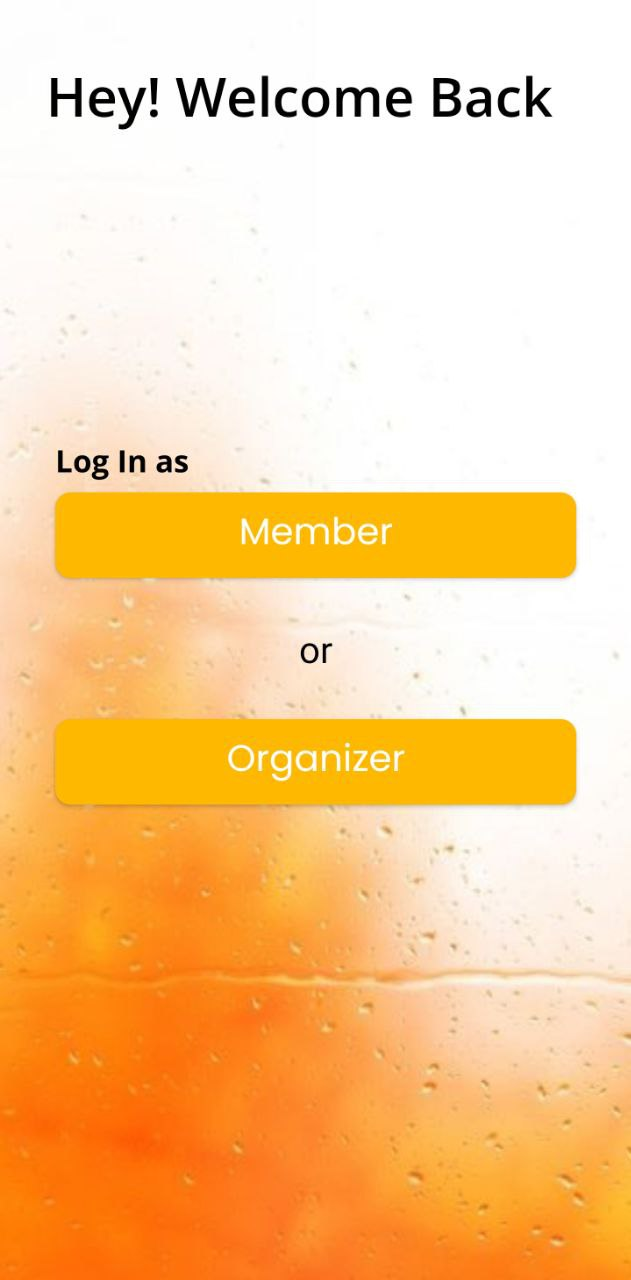 Hey! Welcome Back
Log In as
Member
or
Organizer